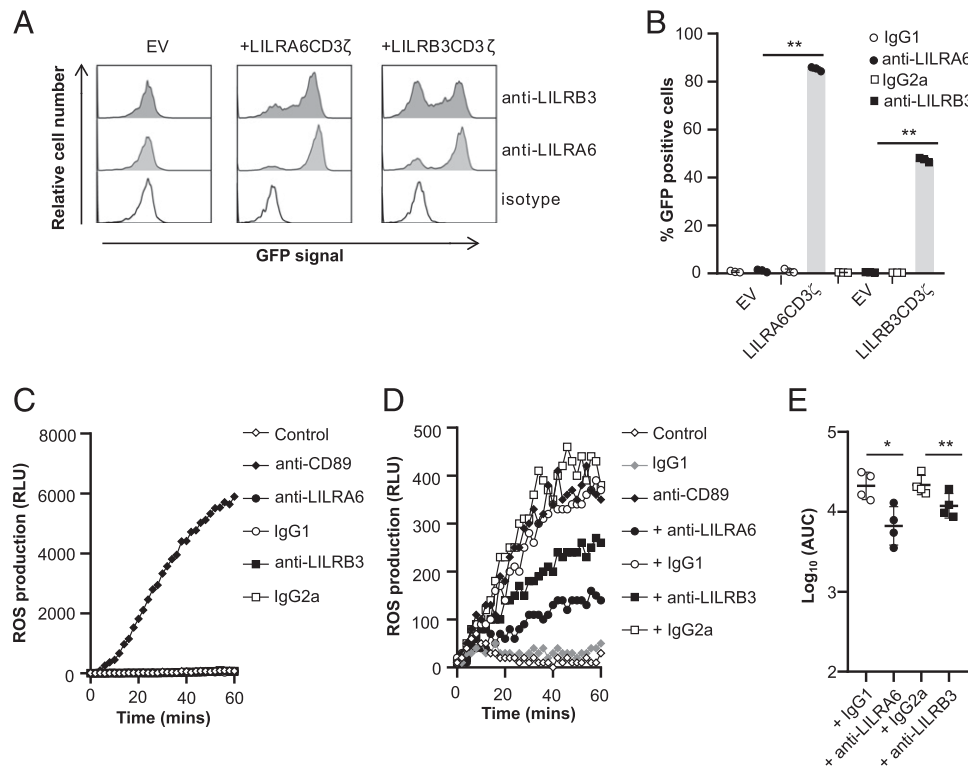 A
EV
+LILRA6CD3ζ
+LILRB3CD3ζ
Relative cell number
anti-LILRB3
anti-LILRA6
isotype
GFP signal
B
% GFP positive cells
100
80
60
40
20
0
**
**
IgG1
anti-LILRA6
IgG2a
anti-LILRB3
EV
LILRA6CD3ζ
EV
LILRB3CD3ζ
C
ROS production (RLU)
8000
6000
4000
2000
0
0 20 40 60
Time (mins)
Control
anti-CD89
anti-LILRA6
IgG1
anti-LILRB3
IgG2a
D
ROS production (RLU)
500
400
300
200
100
0
0 20 40 60
Time (mins)
Control
IgG1
anti-CD89
+ anti-LILRA6
+ IgG1
+ anti-LILRB3
+ IgG2a
E
Log10 (AUC)
5
4
3
2
*
**
+ IgG1
+ anti-LILRA6
+ IgG2a
+ anti-LILRB3